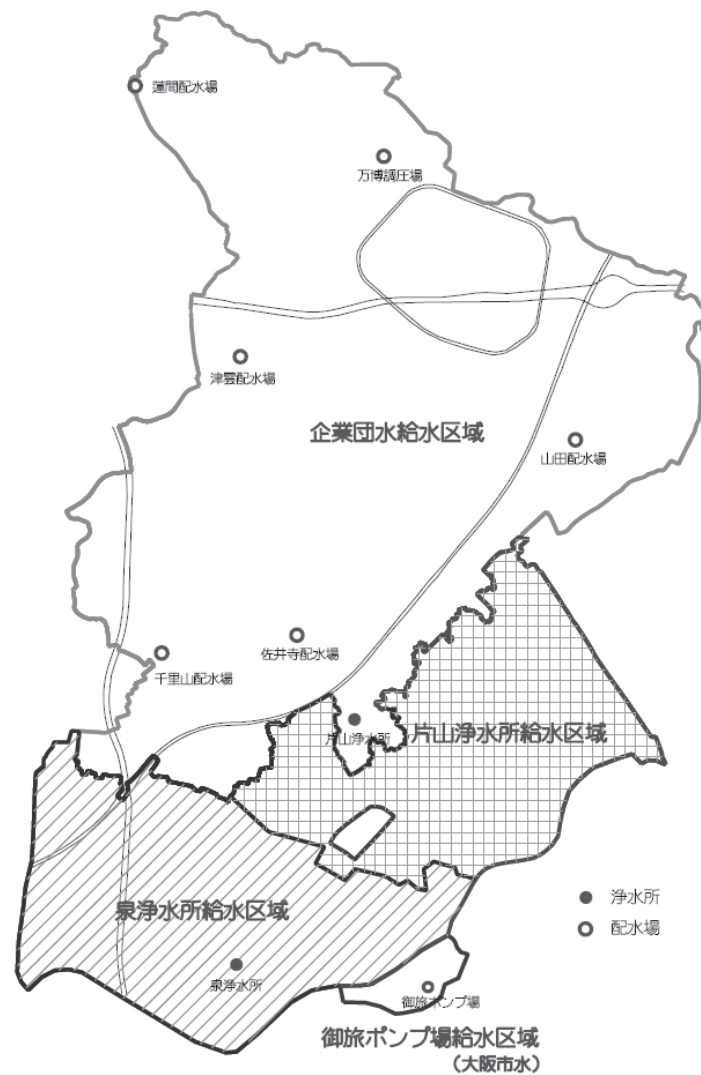 蓮間配水場
万博調圧場
津雲配水場
企業団水給水区域
山田配水場
佐井寺配水場
千里山配水場
片山浄水所
片山浄水所給水区域
泉浄水所給水区域
浄水所
配水場
泉浄水所
御旅ポンプ場
御旅ポンプ場給水区域
(大阪市水)